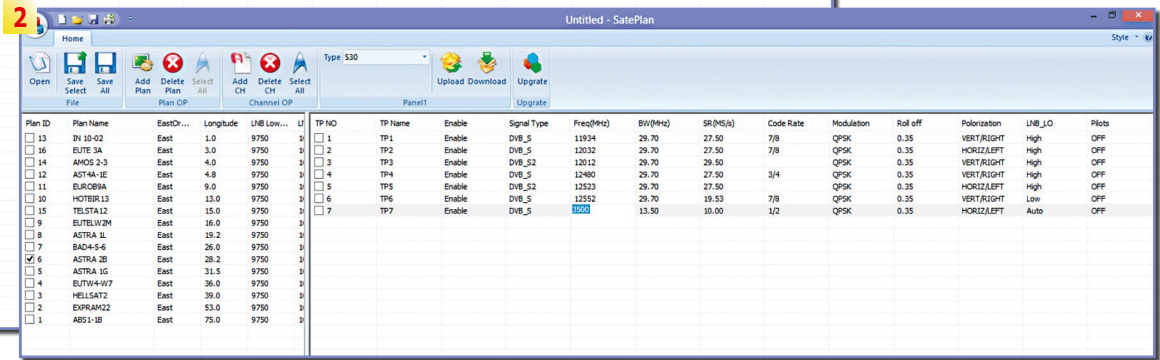 2
Untitled - SatePlan
Home
Style
Open
Save Select
Save All
File
Add Plan
Delete Plan
Select All
Plan OP
Add CH
Delete CH
Select All
Channel OP
Type S30
Upload Download
Panel1
Upgrate
Upgrate
Plan ID Plan Name EastOr... Longitude LNB Low...
13 IN 10-02 East 1.0 9750
16 EUTE 3A East 3.0 9750
14 AMOS 2-3 East 4.0 9750
12 AST4A-1E East 4.8 9750
11 EUROB9A East 9.0 9750
10 HOTBIR13 East 13.0 9750
15 TELSTA12 East 15.0 9750
9 EUTELW2M East 16.0 9750
8 ASTRA 1L East 19.2 9750
7 BAD4-5-6 East 26.0 9750
6 ASTRA 2B East 28.2 9750
5 ASTRA 1G East 31.5 9750
4 EUTW4-W7 East 36.0 9750
3 HELLSAT2 East 39.0 9750
2 EXPRAM22 East 53.0 9750
1 ABS1-1B East 75.0 9750
TP NO TP Name Enable Signal Type Freq(MHz) BW(MHz) SR(MS/s) Code Rate Modulation Roll off Polorization LNB_LO Pilots
1 TP1 Enable DVB_S 11934 29.70 27.50 7/8 QPSK 0.35 VERT/RIGHT High OFF
2 TP2 Enable DVB_S 12032 29.70 27.50 7/8 QPSK 0.35 HORIZ/LEFT High OFF
3 TP3 Enable DVB_S2 12012 29.70 29.50 QPSK 0.35 VERT/RIGHT High OFF
4 TP4 Enable DVB_S 12480 29.70 27.50 3/4 QPSK 0.35 VERT/RIGHT High OFF
5 TP5 Enable DVB_S2 12523 29.70 27.50 QPSK 0.35 HORIZ/LEFT High OFF
6 TP6 Enable DVB_S 12552 29.70 19.53 7/8 QPSK 0.35 VERT/RIGHT Low OFF
7 TP7 Enable DVB_S 3500 13.50 10.00 1/2 QPSK 0.35 HORIZ/LEFT Auto OFF